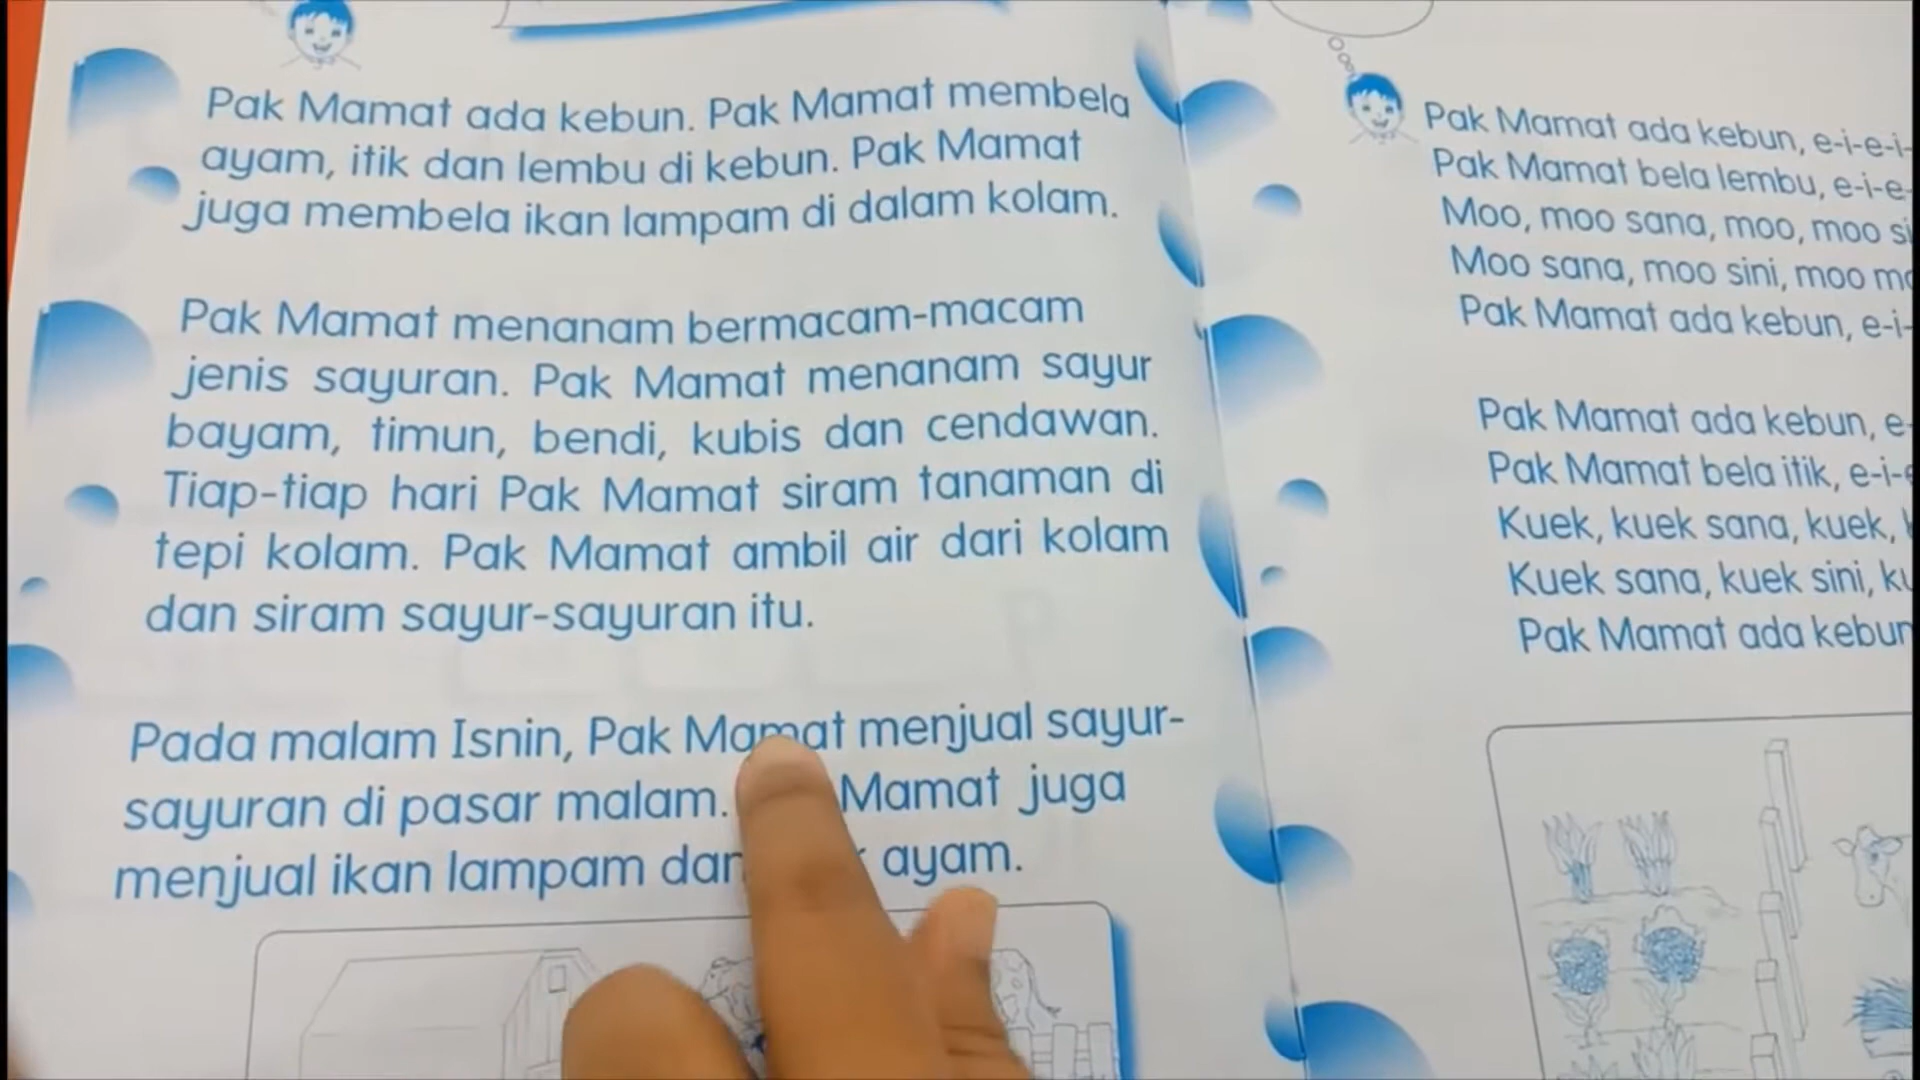 Pak Mamat ada kebun. Pak Mamat membela
ayam, itik dan lembu di kebun. Pak Mamat
juga membela ikan lampam di dalam kolam.
Pak Mamat menanam bermacam-macam
jenis sayuran. Pak Mamat menanam sayur
bayam, timun, bendi, kubis dan cendawan.
Tiap-tiap hari Pak Mamat siram tanaman di
tepi kolam. Pak Mamat ambil air dari kolam
dan siram sayur-sayuran itu.
Pada malam Isnin, Pak Mamat menjual sayur-
sayuran di pasar malam. Mamat juga
menjual ikan lampam ayam.
Pak Mamat ada kebun, e-i-e-i-
Pak Mamat bela lembu, e-i-e-
Moo, moo sana, moo, moo
Moo sana, moo sini, moo
Pak Mamat ada kebun, e-i-
Pak Mamat ada kebun, e-
Pak Mamat bela itik, e-i-
Kuek, kuek sana, kuek,
Kuek sana, kuek sini,
Pak Mamat ada